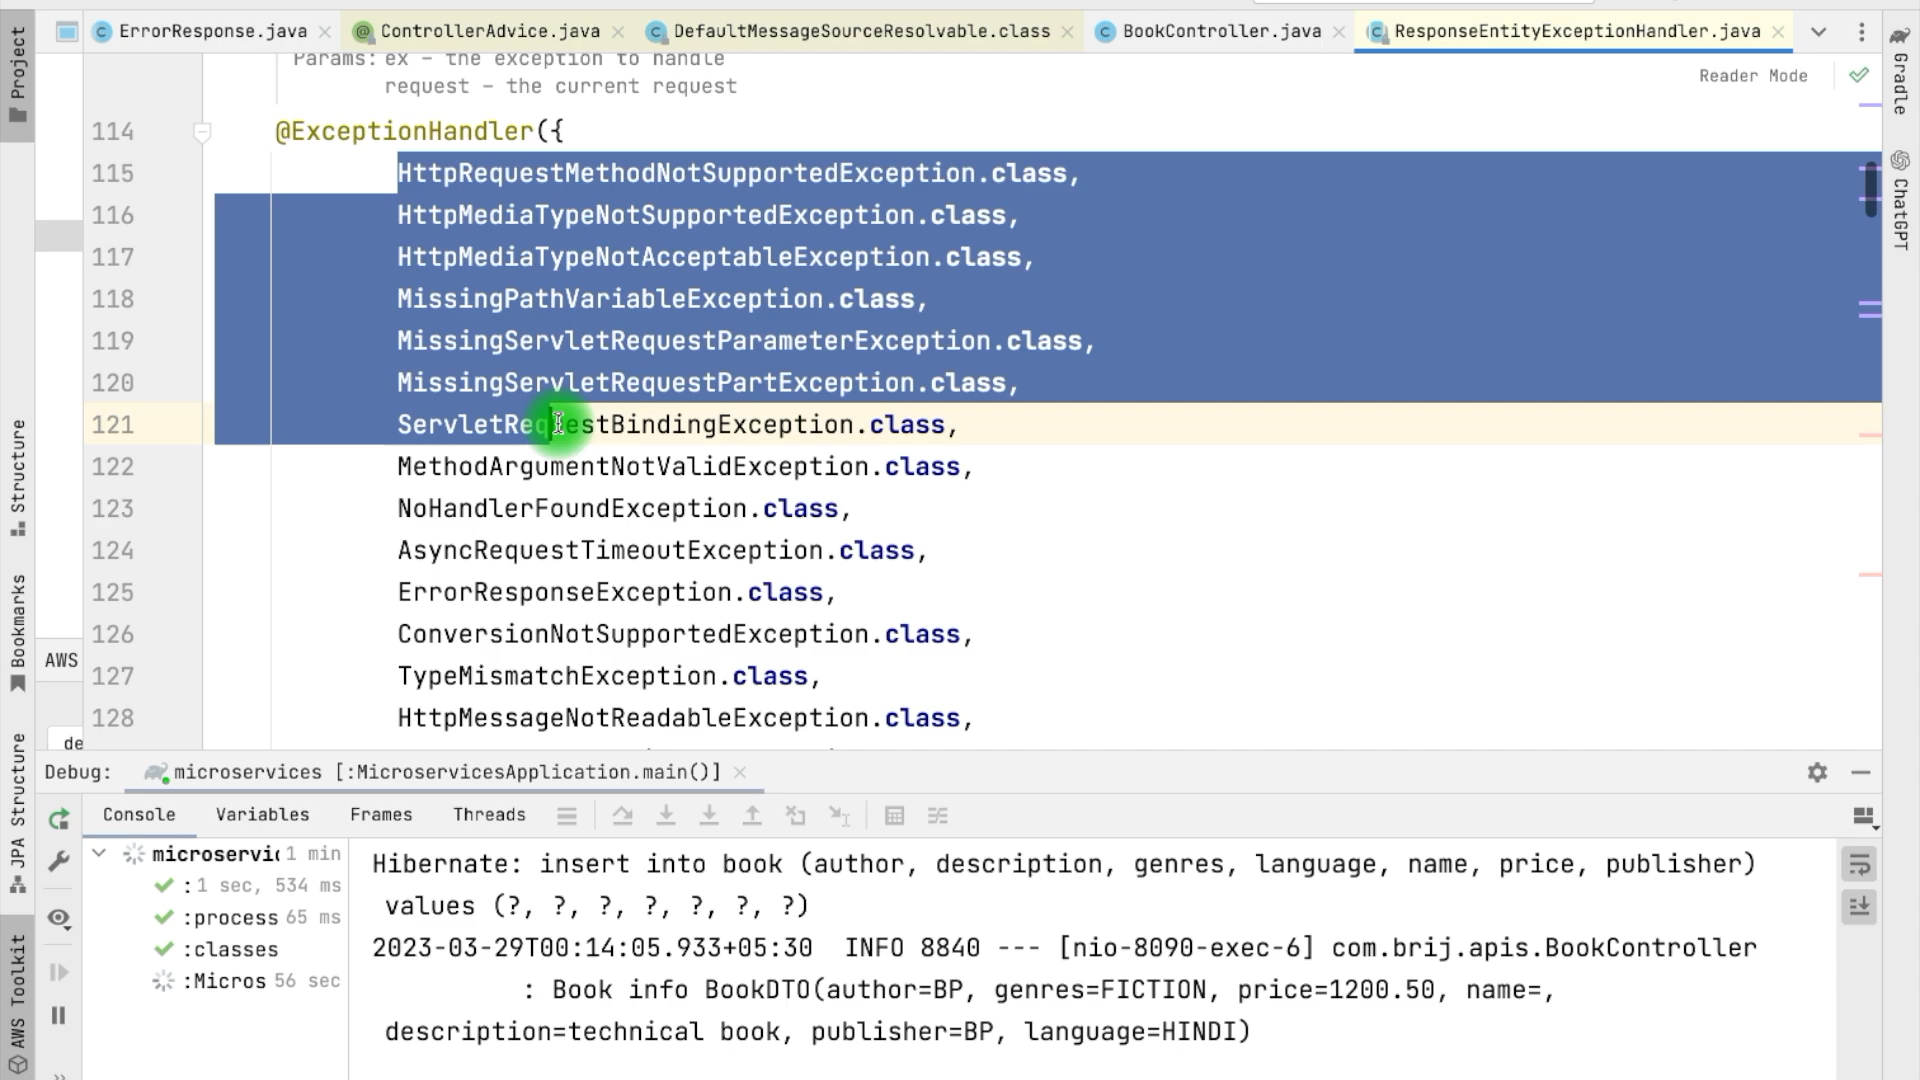 ErrorResponse.java
ControllerAdvice.java
DefaultMessageSourceResolvable.class
BookController.java
ResponseEntityExceptionHandler.java
Project
Structure
Bookmarks
JPA Structure
AWS Toolkit
Gradle
ChatGPT
Reader Mode
AWS
de
Params: ex – the exception to handle
request – the current request
114 @ExceptionHandler({
115 HttpRequestMethodNotSupportedException.class,
116 HttpMediaTypeNotSupportedException.class,
117 HttpMediaTypeNotAcceptableException.class,
118 MissingPathVariableException.class,
119 MissingServletRequestParameterException.class,
120 MissingServletRequestPartException.class,
121 ServletRequestBindingException.class,
122 MethodArgumentNotValidException.class,
123 NoHandlerFoundException.class,
124 AsyncRequestTimeoutException.class,
125 ErrorResponseException.class,
126 ConversionNotSupportedException.class,
127 TypeMismatchException.class,
128 HttpMessageNotReadableException.class,
Debug: microservices [:MicroservicesApplication.main()]
Console Variables Frames Threads
microservic 1 min
: 1 sec, 534 ms
:process 65 ms
:classes
:Micros 56 sec
Hibernate: insert into book (author, description, genres, language, name, price, publisher)
values (?, ?, ?, ?, ?, ?, ?)
2023-03-29T00:14:05.933+05:30 INFO 8840 --- [nio-8090-exec-6] com.brij.apis.BookController
: Book info BookDTO(author=BP, genres=FICTION, price=1200.50, name=,
description=technical book, publisher=BP, language=HINDI)